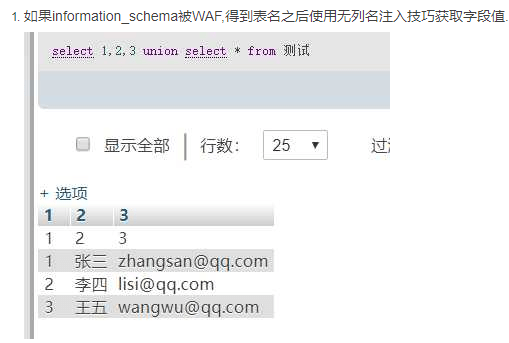 1. 如果information_schema被WAF,得到表名之后使用无列名注入技巧获取字段值.
select 1,2,3 union select * from 测试
显示全部 行数: 25 过
+ 选项
1 2 3
1 2 3
1 张三 zhangsan@qq.com
2 李四 lisi@qq.com
3 王五 wangwu@qq.com